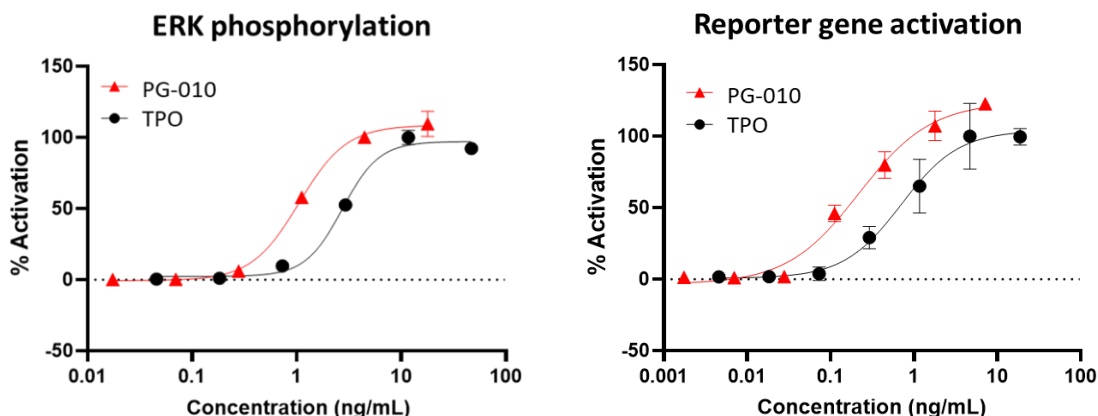 ERK phosphorylation
150
100
50
0
-50
% Activation
PG-010
TPO
0.01 0.1 1 10 100
Concentration (ng/mL)
Reporter gene activation
150
100
50
0
-50
% Activation
PG-010
TPO
0.001 0.01 0.1 1 10 100
Concentration (ng/mL)